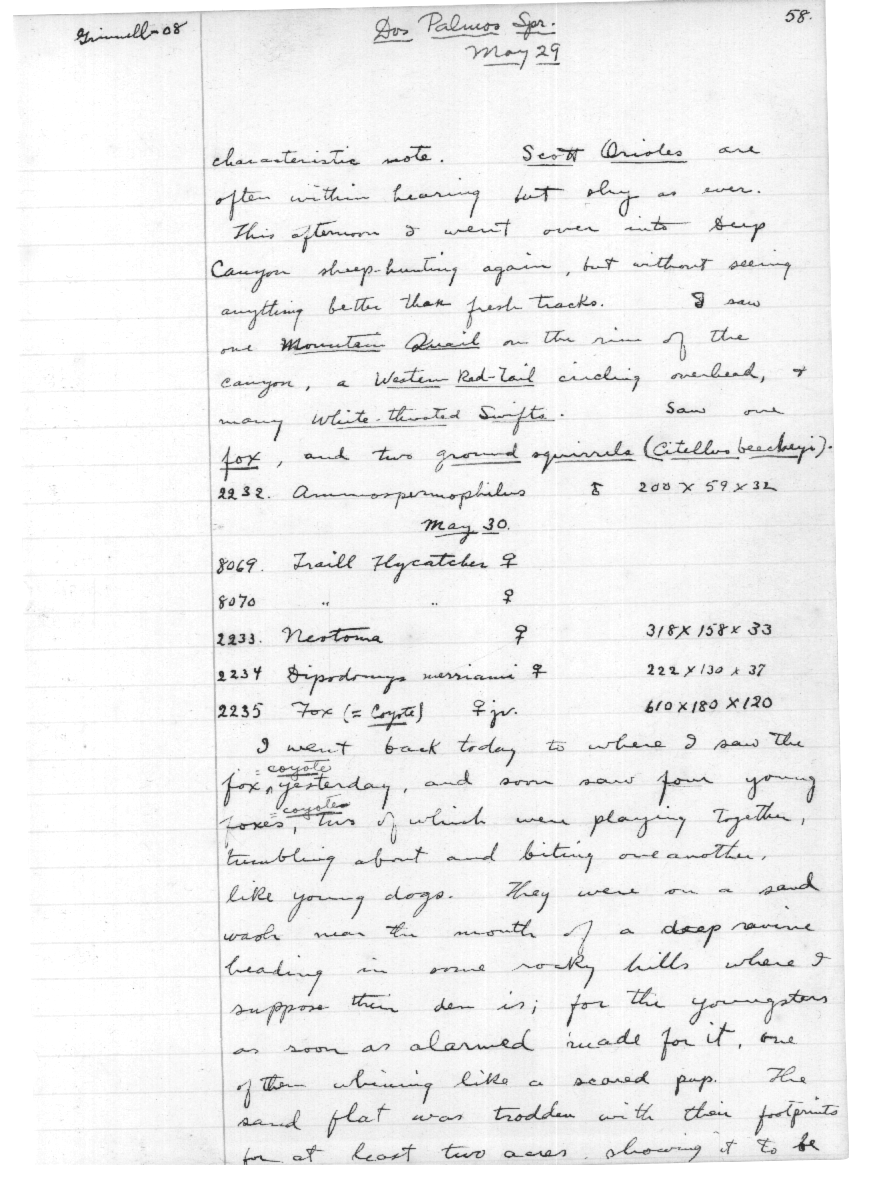 Grinnell-08
Dos Palmos Spr.
58.
May 29
characteristic note. Scott Orioles are
often within hearing but shy as ever.
This afternoon I went over into Deep
Canyon sheep-hunting again, but without seeing
anything better than fresh tracks. I saw
one Mountain Quail on the rim of the
canyon, a Western Red-Tail circling overhead, +
many White-throated Swifts. Saw one
fox, and two ground squirrels (Citellus beecheyi).
2232. Ammospermophilus 200 X 59 X 32
May 30.
8069. Traill Flycatcher ♀
8070 " " ♀
2233. Neotoma ♀ 318 X 158 x 33
2234 Dipodomys merriami ♀ 222 x 130 x 37
2235 Fox (= Coyote) ♀ jv. 610 X 180 X 120
I went back today to where I saw the
= coyote
fox ^ yesterday, and soon saw four young
= coyotes
foxes, two of which were playing together,
tumbling about and biting one another,
like young dogs. They were on a sand
wash near the mouth of a deep ravine
heading in some rocky hills where I
suppose their den is; for the youngsters
as soon as alarmed made for it, one
of them whining like a scared pup. The
sand flat was trodden with their footprints
for at least two acres, showing it to be